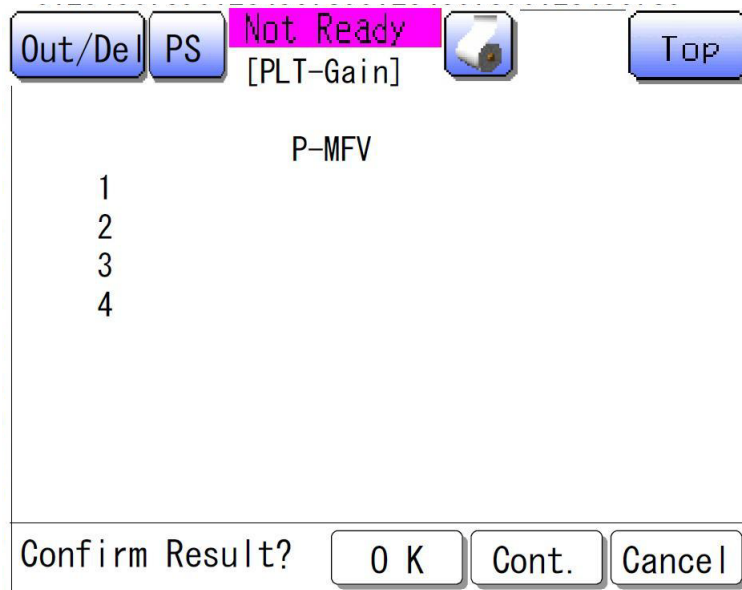 Out/Del PS Not Ready Top
[PLT-Gain]
P-MFV
1
2
3
4
Confirm Result? O K Cont. Cancel